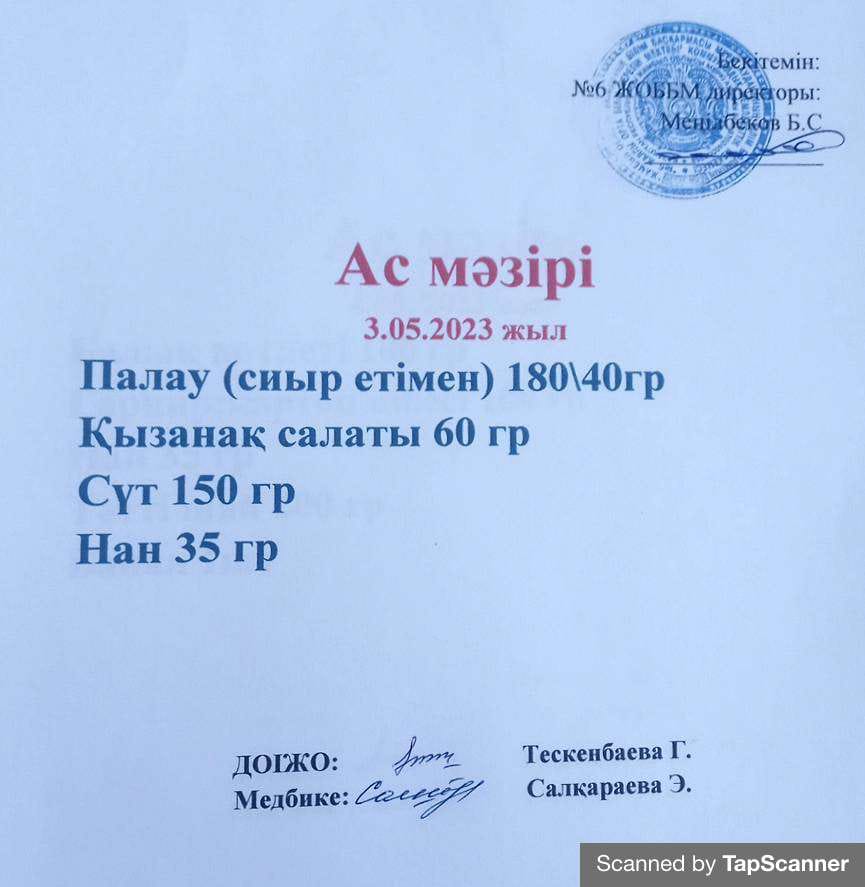 Бекітемін:
№6 ЖОББМ директоры:
Меңлдбеков Б.С
Ас мәзірі
3.05.2023 жыл
Палау (сиыр етімен) 180\40гр
Қызанақ салаты 60 гр
Сүт 150 гр
Нан 35 гр
ДОІЖО: Тескенбаева Г.
Медбике: Салқараева Э.
Scanned by TapScanner